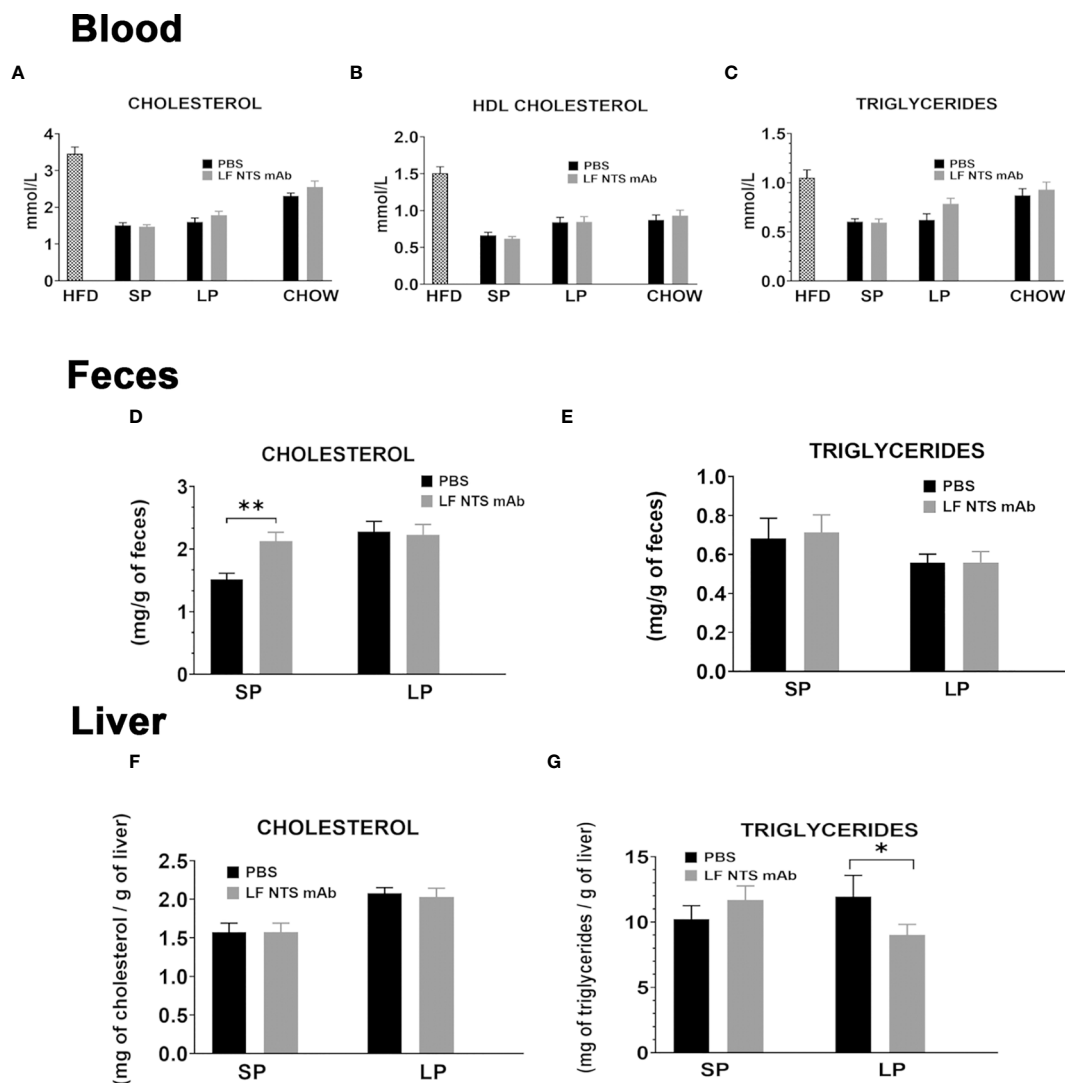 Blood
A
B
C
CHOLESTEROL
HDL CHOLESTEROL
TRIGLYCERIDES
mmol/L
4
3
2
1
0
PBS
LF NTS mAb
HFD SP LP CHOW
mmol/L
2.0
1.5
1.0
0.5
0.0
PBS
LF NTS mAb
HFD SP LP CHOW
mmol/L
1.5
1.0
0.5
0.0
PBS
LF NTS mAb
HFD SP LP CHOW
Feces
D
E
CHOLESTEROL
(mg/g of feces)
3
2
1
0
**
PBS
LF NTS mAb
SP LP
TRIGLYCERIDES
(mg/g of feces)
1.0
0.8
0.6
0.4
0.2
0.0
PBS
LF NTS mAb
SP LP
Liver
F
G
CHOLESTEROL
(mg of cholesterol / g of liver)
2.5
2.0
1.5
1.0
0.5
0.0
PBS
LF NTS mAb
SP LP
TRIGLYCERIDES
(mg of triglycerides / g of liver)
15
10
5
0
PBS
LF NTS mAb
*
SP LP